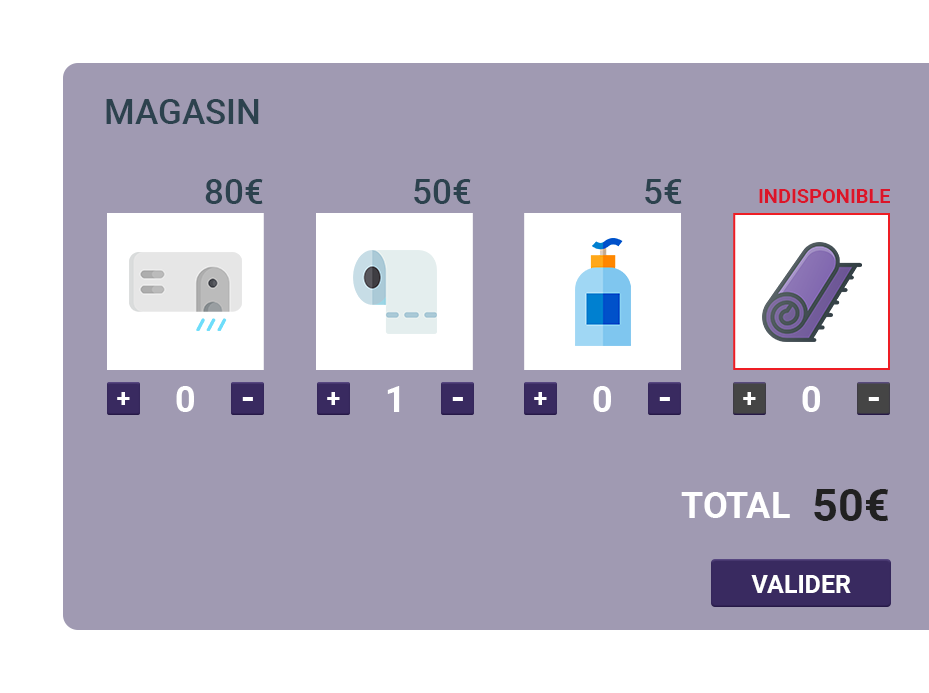 MAGASIN
80€ 50€ 5€ INDISPONIBLE
+ 0 - + 1 - + 0 - + 0 -
TOTAL 50€
VALIDER